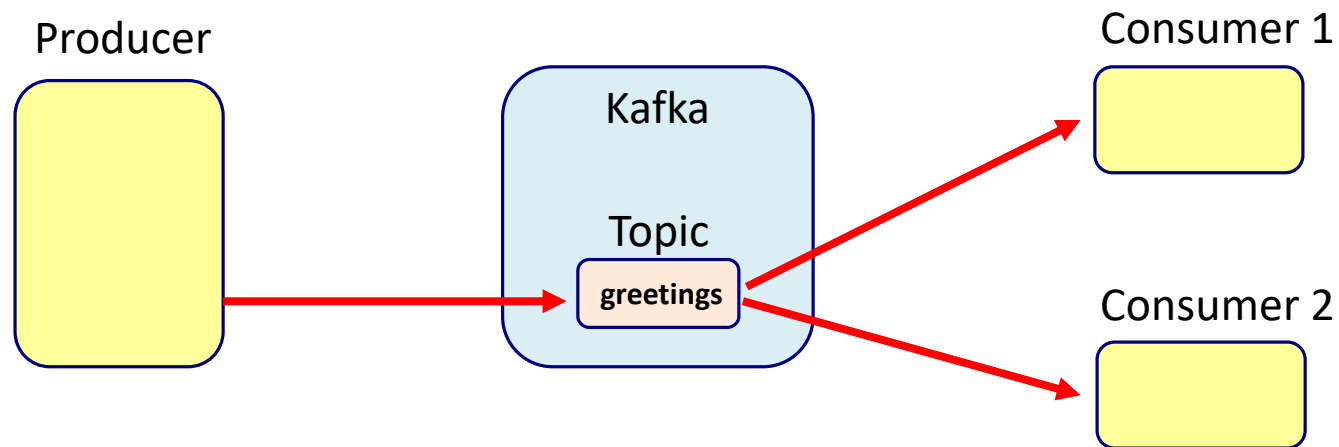 Producer
Kafka
Topic
greetings
Consumer 1
Consumer 2